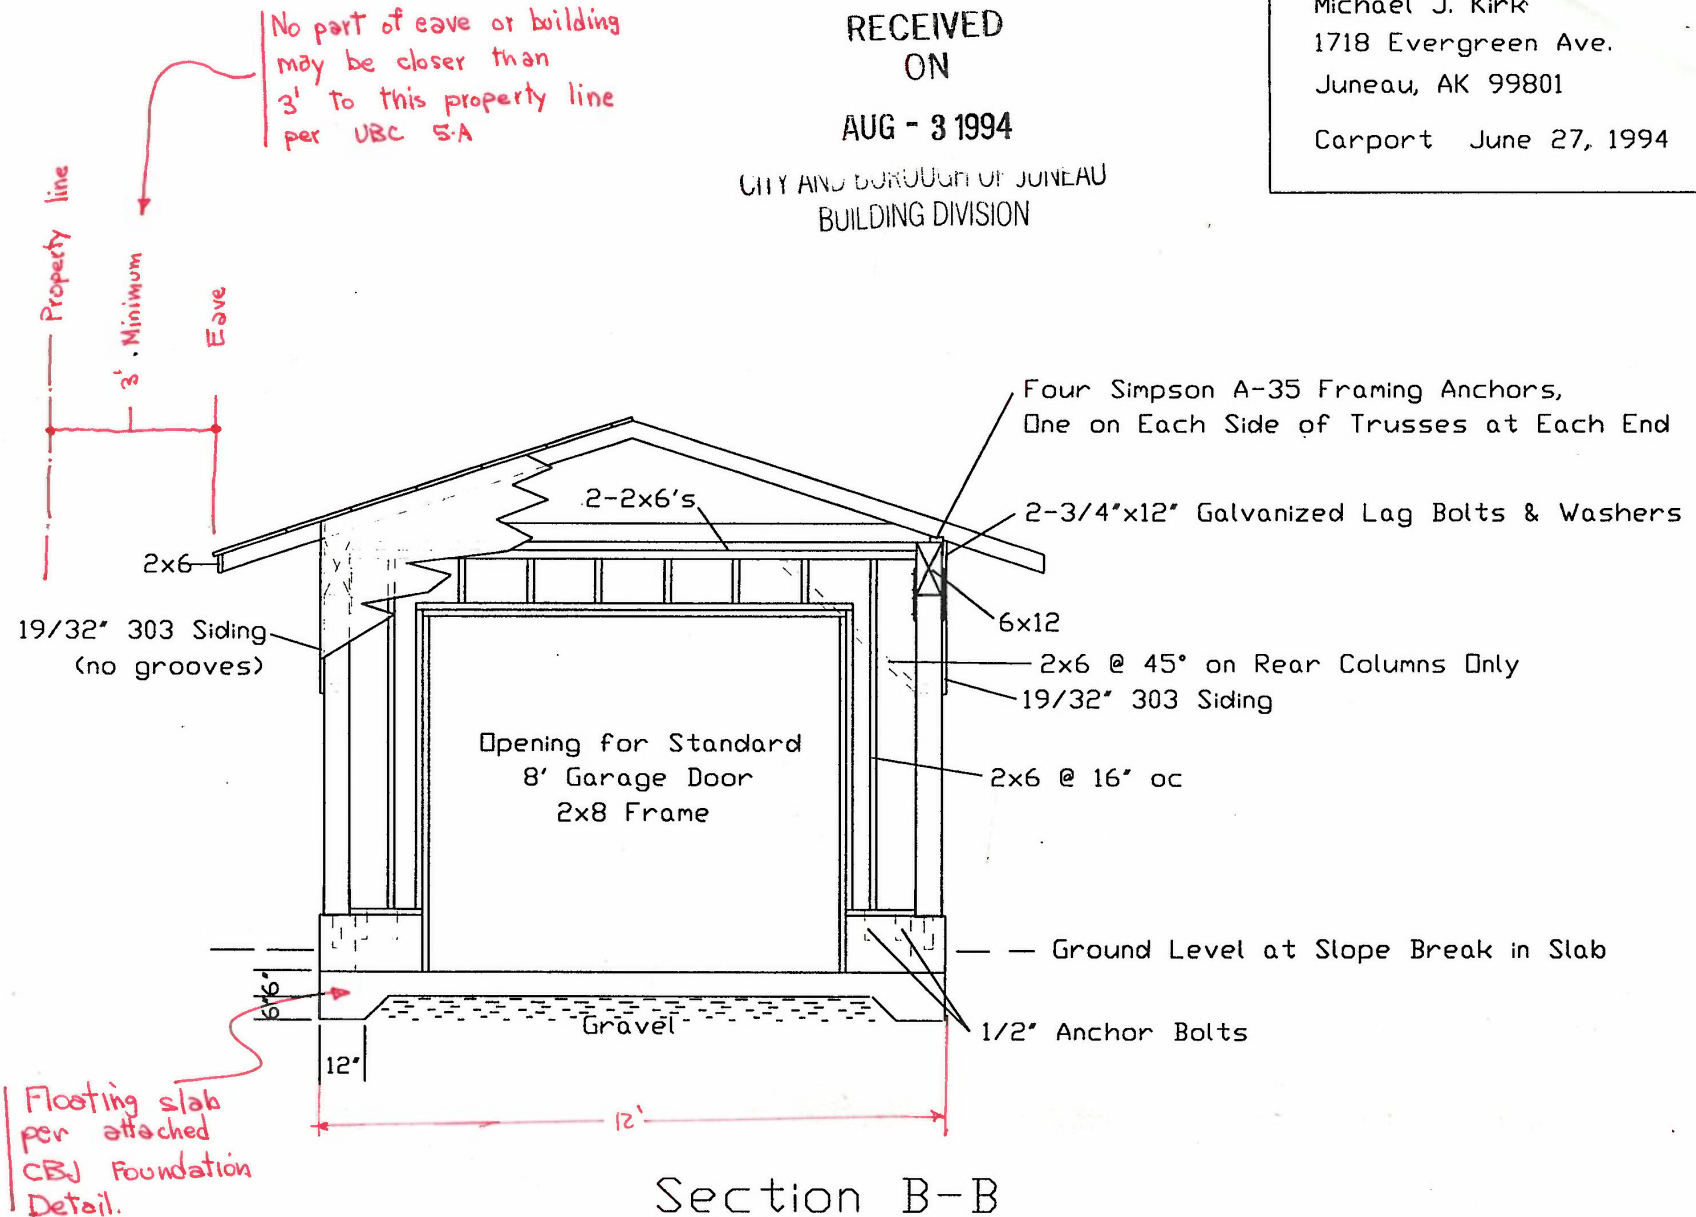 No part of eave or building
may be closer than
3' to this property line
per UBC 5-A
RECEIVED
ON
AUG - 3 1994
CITY AND BOROUGH OF JUNEAU
BUILDING DIVISION
Michael J. Kirk
1718 Evergreen Ave.
Juneau, AK 99801
Carport June 27, 1994
Property line
3' Minimum
Eave
Four Simpson A-35 Framing Anchors,
One on Each Side of Trusses at Each End
2-2x6's
2-3/4"x12" Galvanized Lag Bolts & Washers
2x6
6x12
19/32" 303 Siding
(no grooves)
2x6 @ 45° on Rear Columns Only
19/32" 303 Siding
Opening for Standard
8' Garage Door
2x8 Frame
2x6 @ 16" oc
Ground Level at Slope Break in Slab
6"
6"
Gravel
1/2" Anchor Bolts
12"
Floating slab
per attached
CBJ Foundation
Detail.
12'
Section B-B